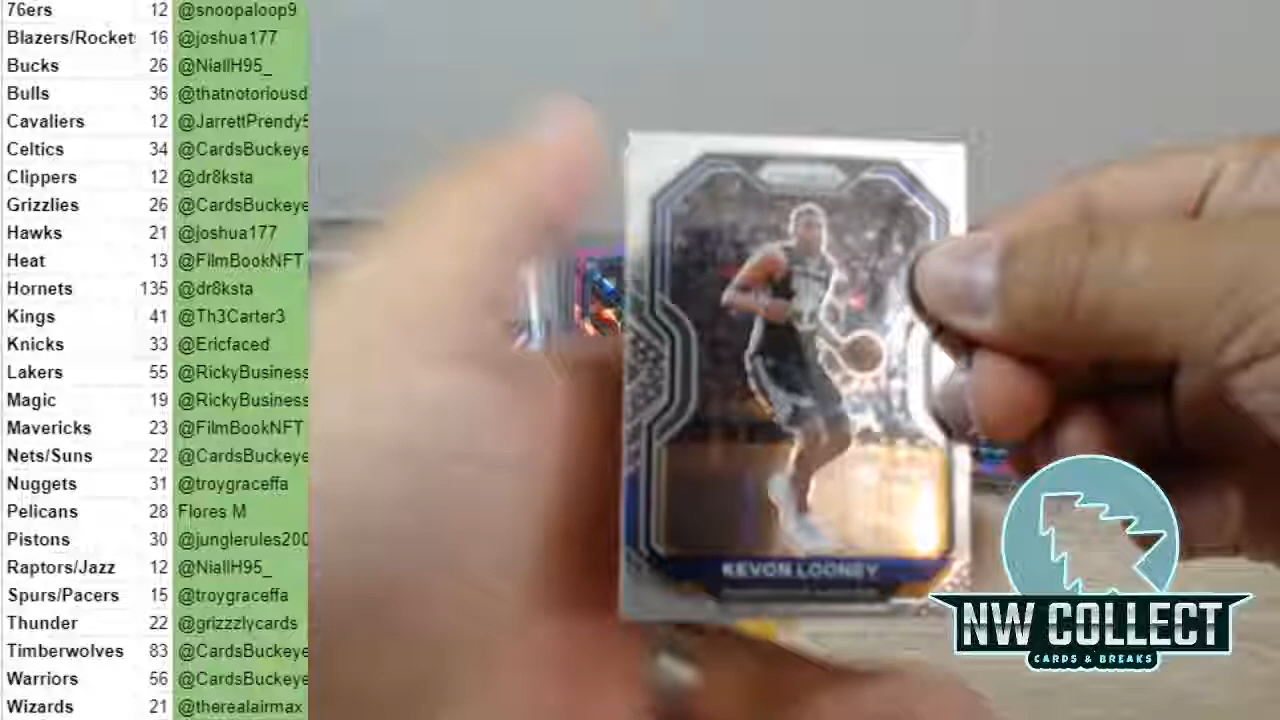 76ers 12 @snoopaloop9
Blazers/Rocket 16 @joshua177
Bucks 26 @NiallH95_
Bulls 36 @thatnotoriousd
Cavaliers 12 @JarrettPrendy5
Celtics 34 @CardsBuckeye
Clippers 12 @dr8ksta
Grizzlies 26 @CardsBuckeye
Hawks 21 @joshua177
Heat 13 @FilmBookNFT
Hornets 135 @dr8ksta
Kings 41 @Th3Carter3
Knicks 33 @Ericfaced
Lakers 55 @RickyBusiness
Magic 19 @RickyBusiness
Mavericks 23 @FilmBookNFT
Nets/Suns 22 @CardsBuckeye
Nuggets 31 @troygraceffa
Pelicans 28 Flores M
Pistons 30 @junglerules200
Raptors/Jazz 12 @NiallH95_
Spurs/Pacers 15 @troygraceffa
Thunder 22 @grizzzlycards
Timberwolves 83 @CardsBuckeye
Warriors 56 @CardsBuckeye
Wizards 21 @therealairmax
KEVON LOONEY
NW COLLECT
CARDS & BREAKS